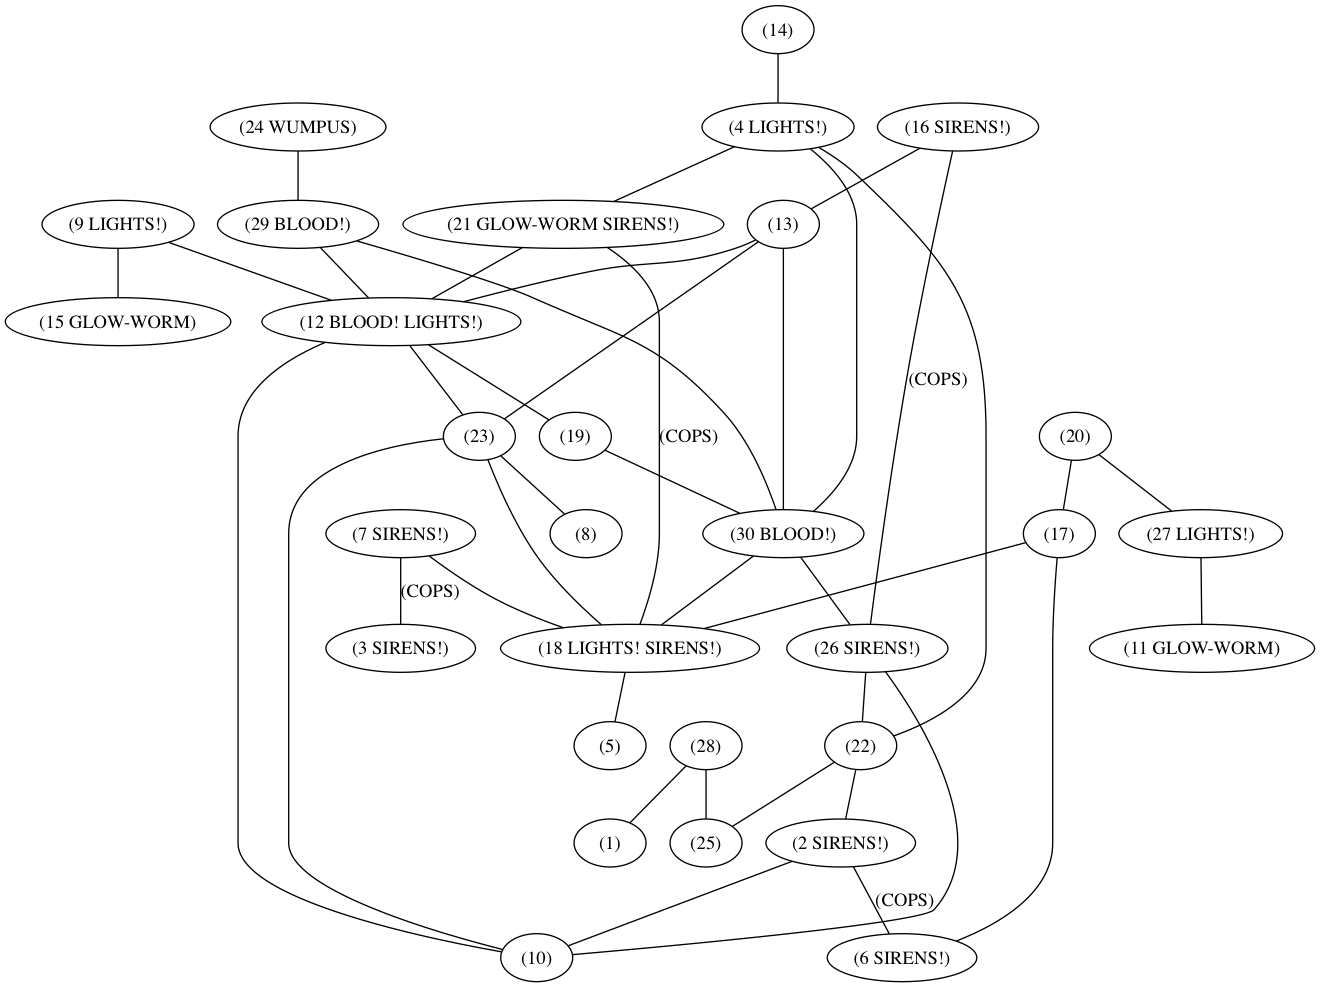 (14)
(24 WUMPUS)
(4 LIGHTS!)
(16 SIRENS!)
(9 LIGHTS!)
(29 BLOOD!)
(21 GLOW-WORM SIRENS!)
(13)
(15 GLOW-WORM)
(12 BLOOD! LIGHTS!)
(COPS)
(23)
(19)
(COPS)
(20)
(7 SIRENS!)
(8)
(30 BLOOD!)
(17)
(27 LIGHTS!)
(COPS)
(3 SIRENS!)
(18 LIGHTS! SIRENS!)
(26 SIRENS!)
(11 GLOW-WORM)
(5)
(28)
(22)
(1)
(25)
(2 SIRENS!)
(COPS)
(10)
(6 SIRENS!)